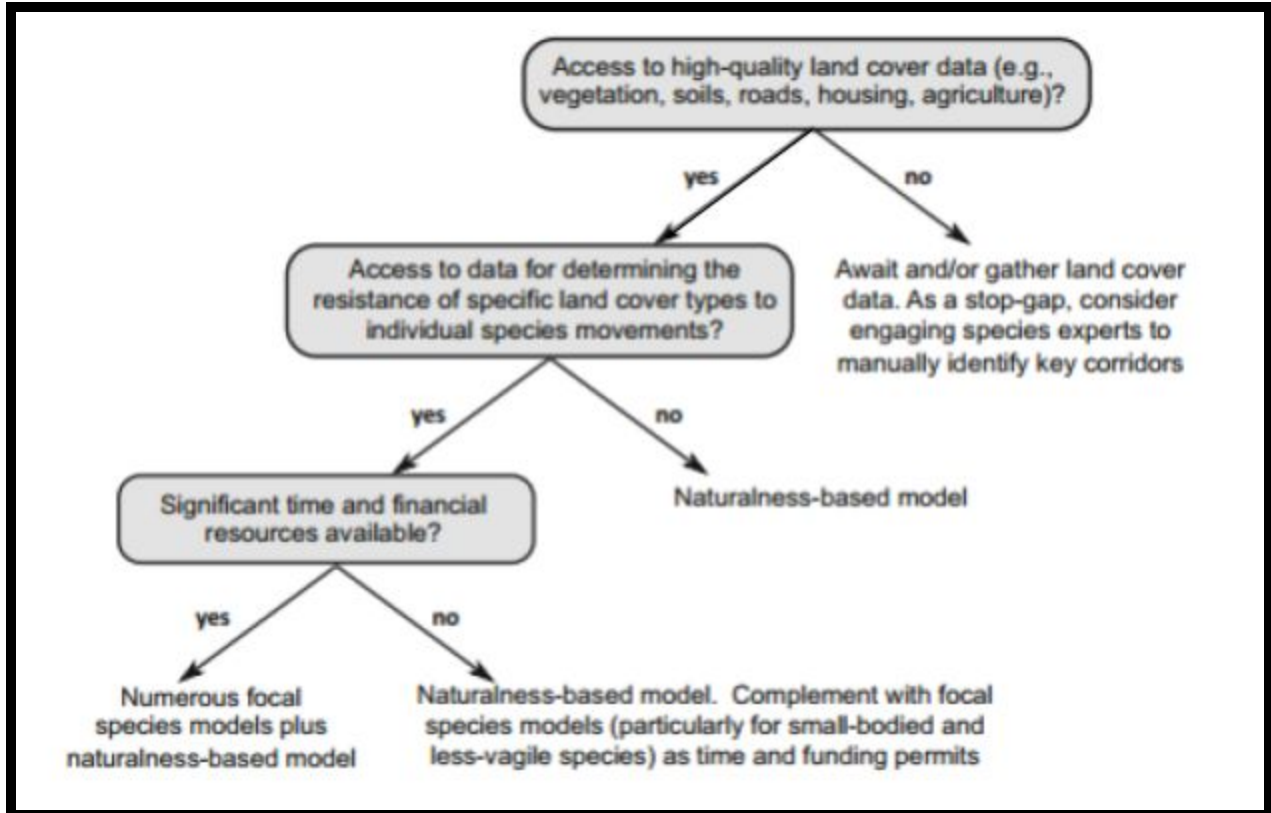 Access to high-quality land cover data (e.g.,
vegetation, soils, roads, housing, agriculture)?
yes
no
Access to data for determining the
resistance of specific land cover types to
individual species movements?
Await and/or gather land cover
data. As a stop-gap, consider
engaging species experts to
manually identify key corridors
yes
no
Significant time and financial
resources available?
Naturalness-based model
yes
no
Numerous focal
species models plus
naturalness-based model
Naturalness-based model. Complement with focal
species models (particularly for small-bodied and
less-vagile species) as time and funding permits